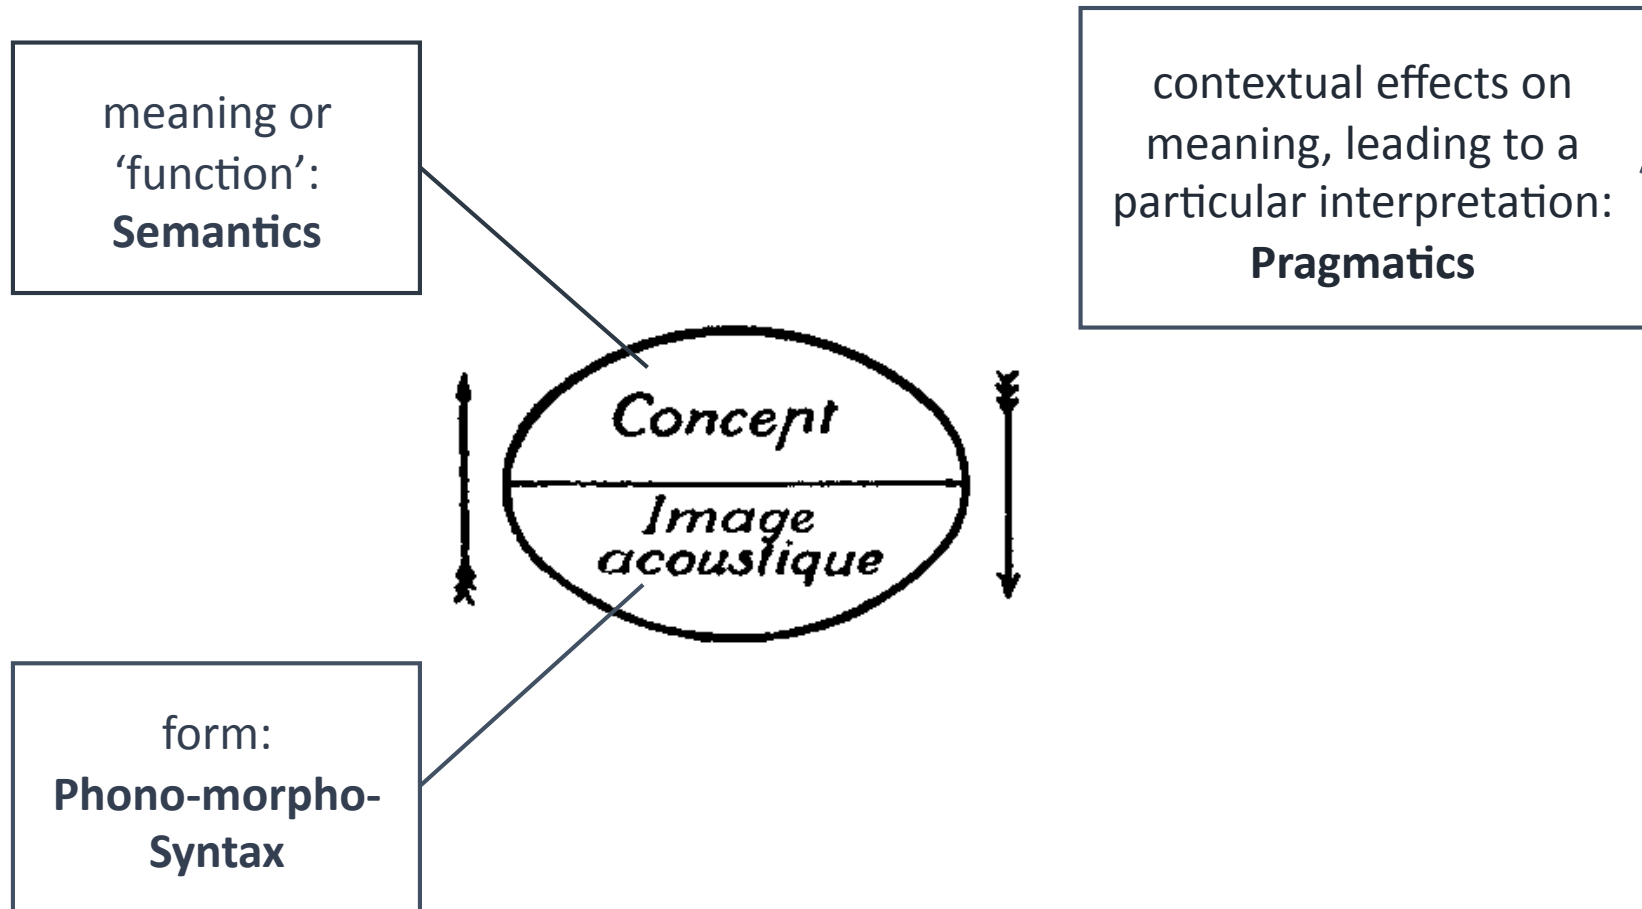 meaning or
‘function’:
Semantics
contextual effects on
meaning, leading to a
particular interpretation:
Pragmatics
Concept
Image
acoustique
form:
Phono-morpho-
Syntax